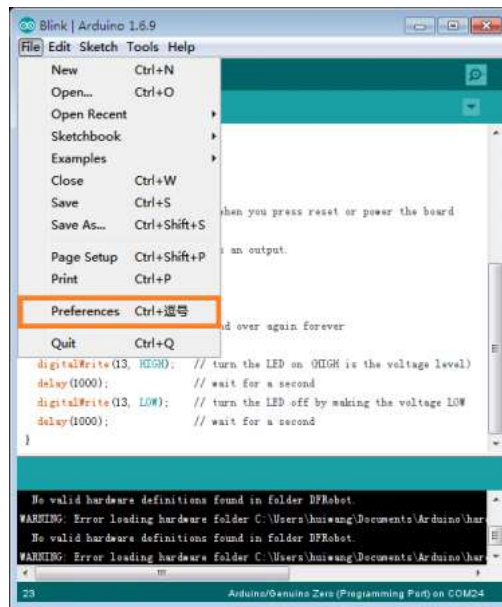 Blink | Arduino 1.6.9
File Edit Sketch Tools Help
New Ctrl+N
Open... Ctrl+O
Open Recent
Sketchbook
Examples
Close Ctrl+W
Save Ctrl+S
Save As... Ctrl+Shift+S
Page Setup Ctrl+Shift+P
Print Ctrl+P
Preferences Ctrl+逗号
Quit Ctrl+Q
when you press reset or power the board
an output.
d over again forever
digitalWrite(13, HIGH); // turn the LED on (HIGH is the voltage level)
delay(1000); // wait for a second
digitalWrite(13, LOW); // turn the LED off by making the voltage LOW
delay(1000); // wait for a second
}
No valid hardware definitions found in folder DFRobot.
WARNING: Error loading hardware folder C:\Users\huiwang\Documents\Arduino\har
No valid hardware definitions found in folder DFRobot.
WARNING: Error loading hardware folder C:\Users\huiwang\Documents\Arduino\har
23 Arduino/Genuino Zero (Programming Port) on COM24